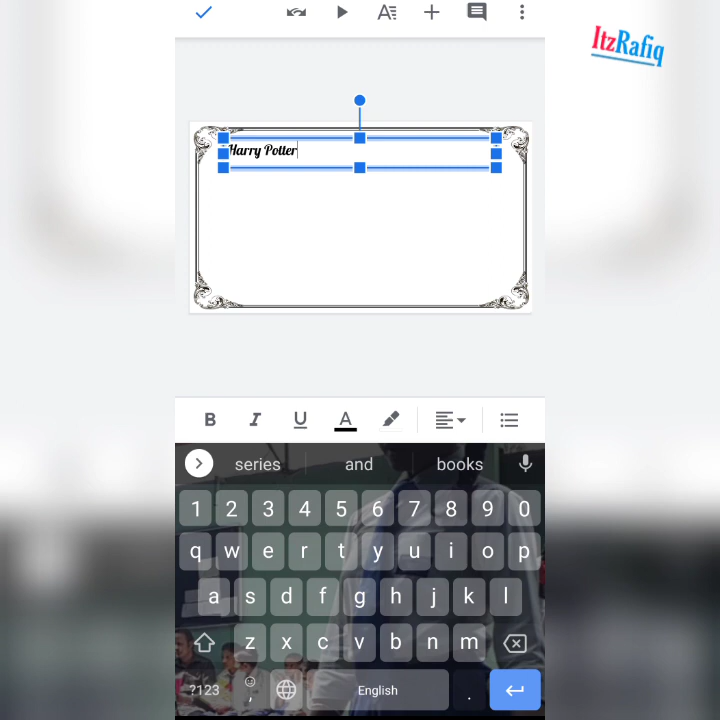 ItzRafiq
Harry Potter
B I U A
series and books
1 2 3 4 5 6 7 8 9 0
q w e r t y u i o p
a s d f g h j k l
z x c v b n m
?123 , English .